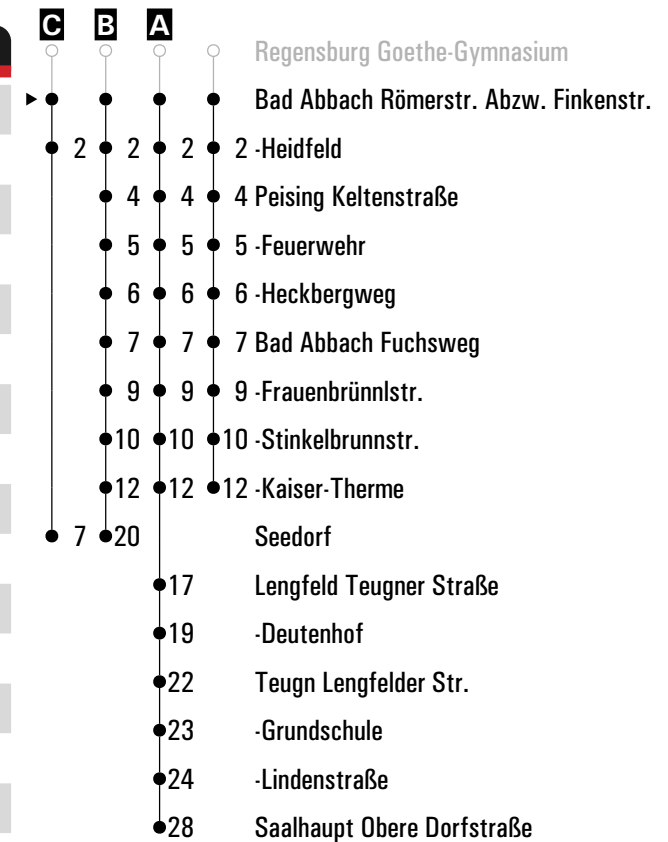 C B A
Regensburg Goethe-Gymnasium
Bad Abbach Römerstr. Abzw. Finkenstr.
2 2 2 2 -Heidfeld
4 4 4 Peising Keltenstraße
5 5 5 -Feuerwehr
6 6 6 -Heckbergweg
7 7 7 Bad Abbach Fuchsweg
9 9 9 -Frauenbrünnlstr.
10 10 10 -Stinkelbrunnstr.
12 12 12 -Kaiser-Therme
7 20 Seedorf
17 Lengfeld Teugner Straße
19 -Deutenhof
22 Teugn Lengfelder Str.
23 -Grundschule
24 -Lindenstraße
28 Saalhaupt Obere Dorfstraße